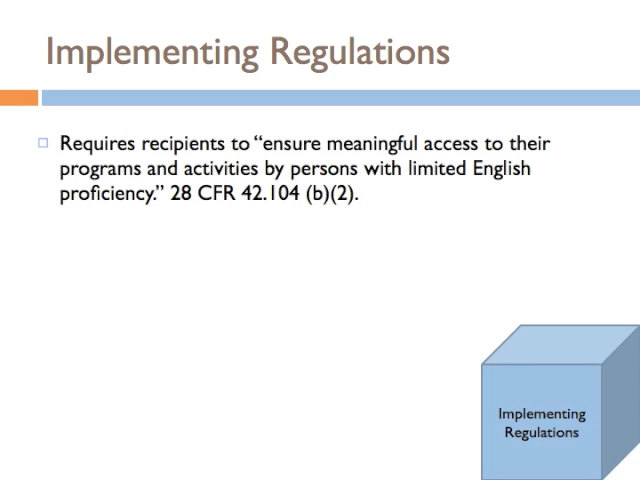 Implementing Regulations
Requires recipients to “ensure meaningful access to their
programs and activities by persons with limited English
proficiency.” 28 CFR 42.104 (b)(2).
Implementing
Regulations